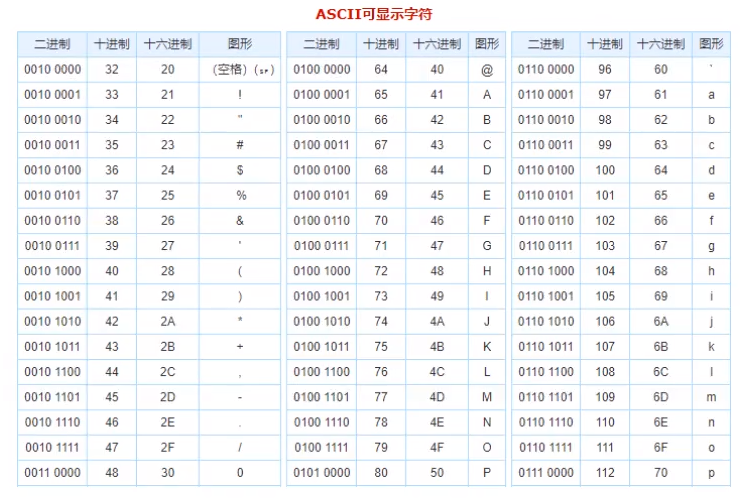 ASCII可显示字符
二进制 十进制 十六进制 图形 二进制 十进制 十六进制 图形 二进制 十进制 十六进制 图形
0010 0000 32 20 (空格) (␠) 0100 0000 64 40 @ 0110 0000 96 60 `
0010 0001 33 21 ! 0100 0001 65 41 A 0110 0001 97 61 a
0010 0010 34 22 " 0100 0010 66 42 B 0110 0010 98 62 b
0010 0011 35 23 # 0100 0011 67 43 C 0110 0011 99 63 c
0010 0100 36 24 $ 0100 0100 68 44 D 0110 0100 100 64 d
0010 0101 37 25 % 0100 0101 69 45 E 0110 0101 101 65 e
0010 0110 38 26 & 0100 0110 70 46 F 0110 0110 102 66 f
0010 0111 39 27 ' 0100 0111 71 47 G 0110 0111 103 67 g
0010 1000 40 28 ( 0100 1000 72 48 H 0110 1000 104 68 h
0010 1001 41 29 ) 0100 1001 73 49 I 0110 1001 105 69 i
0010 1010 42 2A * 0100 1010 74 4A J 0110 1010 106 6A j
0010 1011 43 2B + 0100 1011 75 4B K 0110 1011 107 6B k
0010 1100 44 2C , 0100 1100 76 4C L 0110 1100 108 6C l
0010 1101 45 2D - 0100 1101 77 4D M 0110 1101 109 6D m
0010 1110 46 2E . 0100 1110 78 4E N 0110 1110 110 6E n
0010 1111 47 2F / 0100 1111 79 4F O 0110 1111 111 6F o
0011 0000 48 30 0 0101 0000 80 50 P 0111 0000 112 70 p